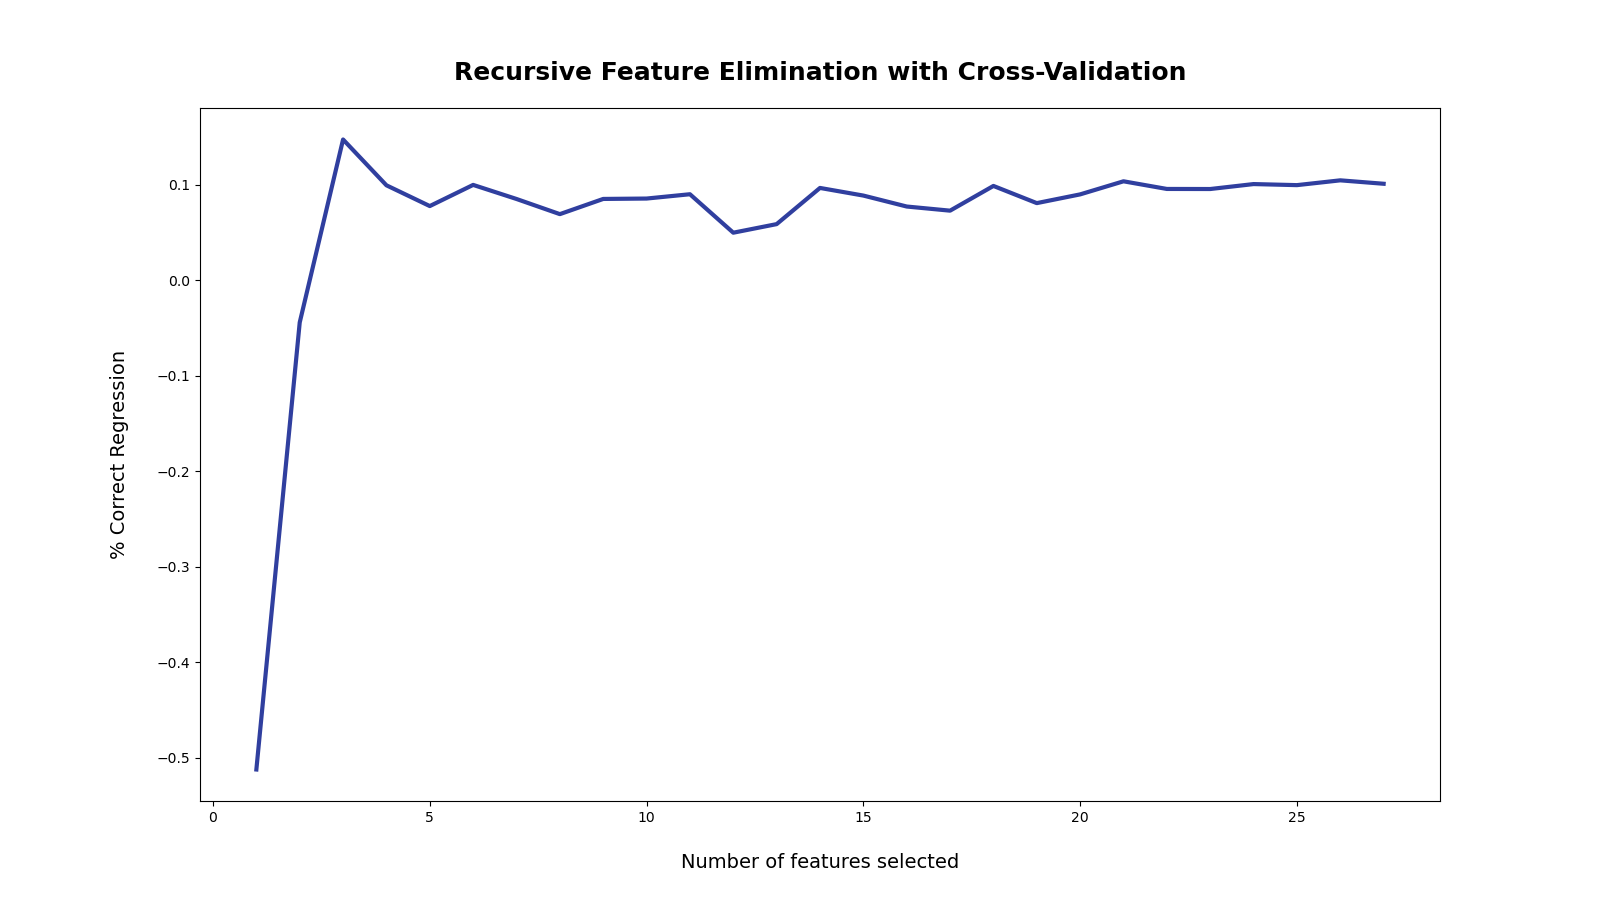 Recursive Feature Elimination with Cross-Validation
% Correct Regression
0.1
0.0
−0.1
−0.2
−0.3
−0.4
−0.5
0 5 10 15 20 25
Number of features selected